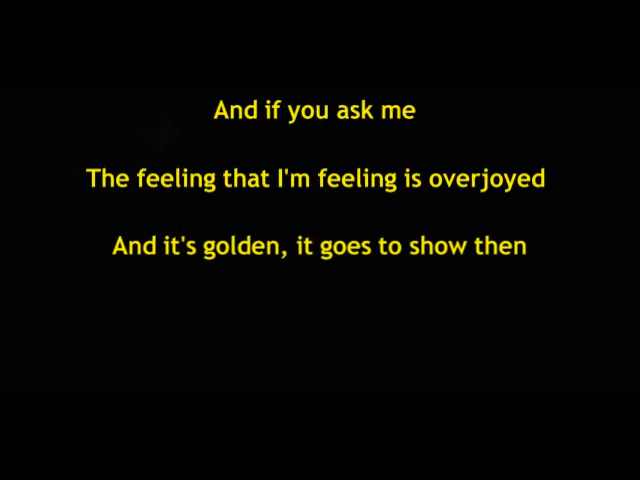 And if you ask me
The feeling that I'm feeling is overjoyed
And it's golden, it goes to show then